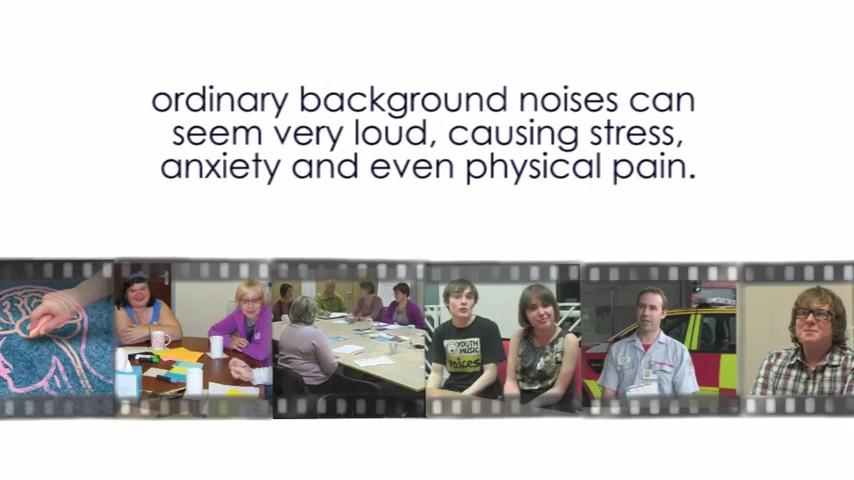 ordinary background noises can
seem very loud, causing stress,
anxiety and even physical pain.
YOUTH
MUSIC
voices